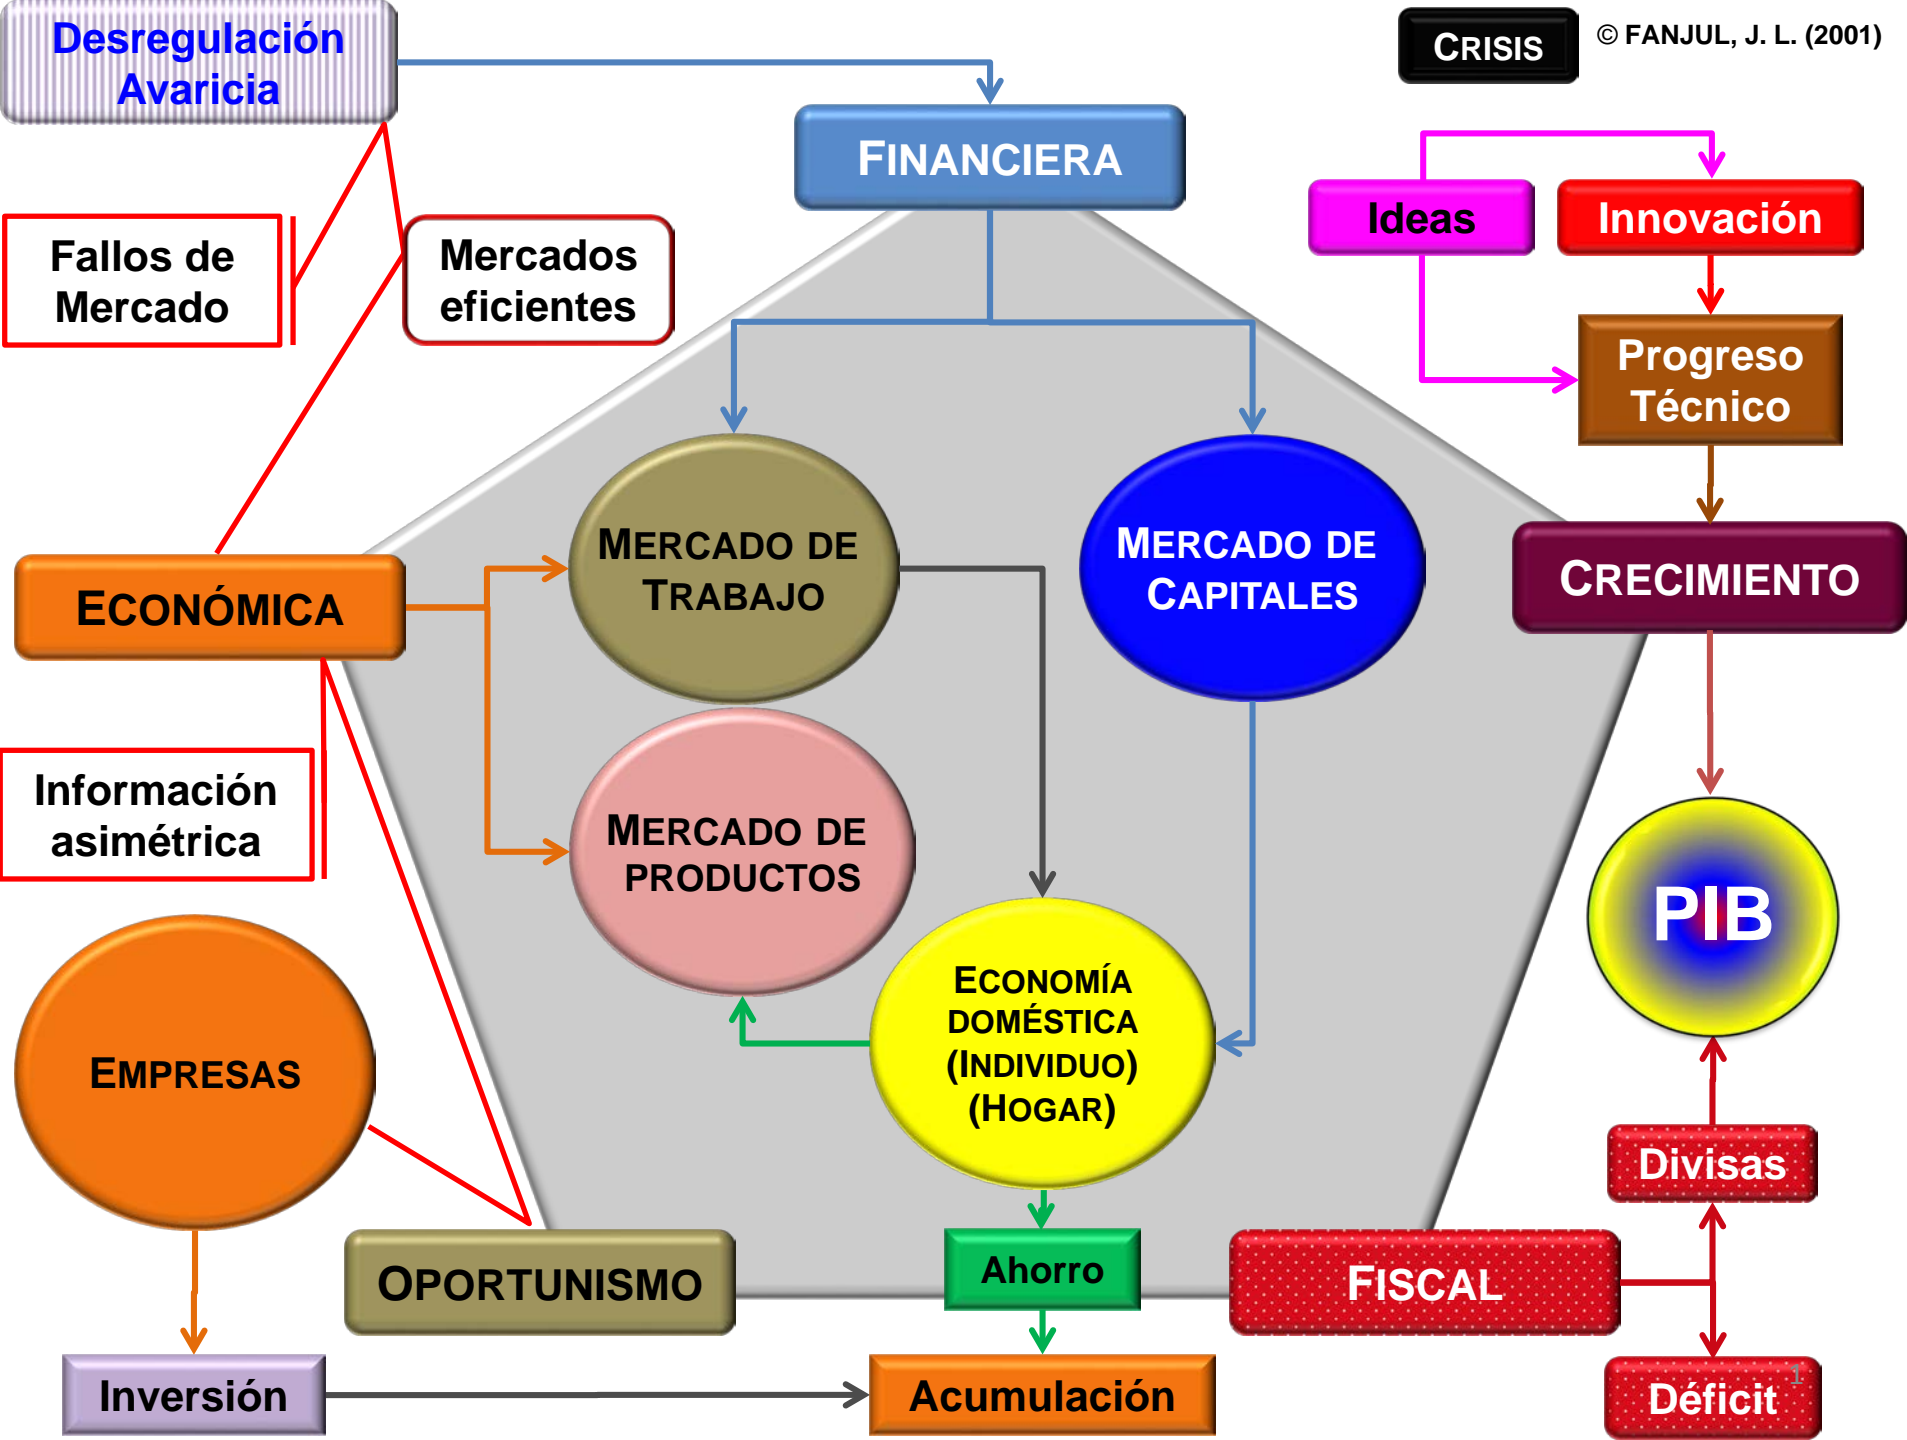 Desregulación
Avaricia
CRISIS
© FANJUL, J. L. (2001)
FINANCIERA
Ideas
Innovación
Fallos de
Mercado
Mercados
eficientes
Progreso
Técnico
MERCADO DE
TRABAJO
MERCADO DE
CAPITALES
CRECIMIENTO
ECONÓMICA
Información
asimétrica
MERCADO DE
PRODUCTOS
PIB
EMPRESAS
ECONOMÍA
DOMÉSTICA
(INDIVIDUO)
(HOGAR)
Divisas
OPORTUNISMO
Ahorro
FISCAL
Inversión
Acumulación
Déficit
1